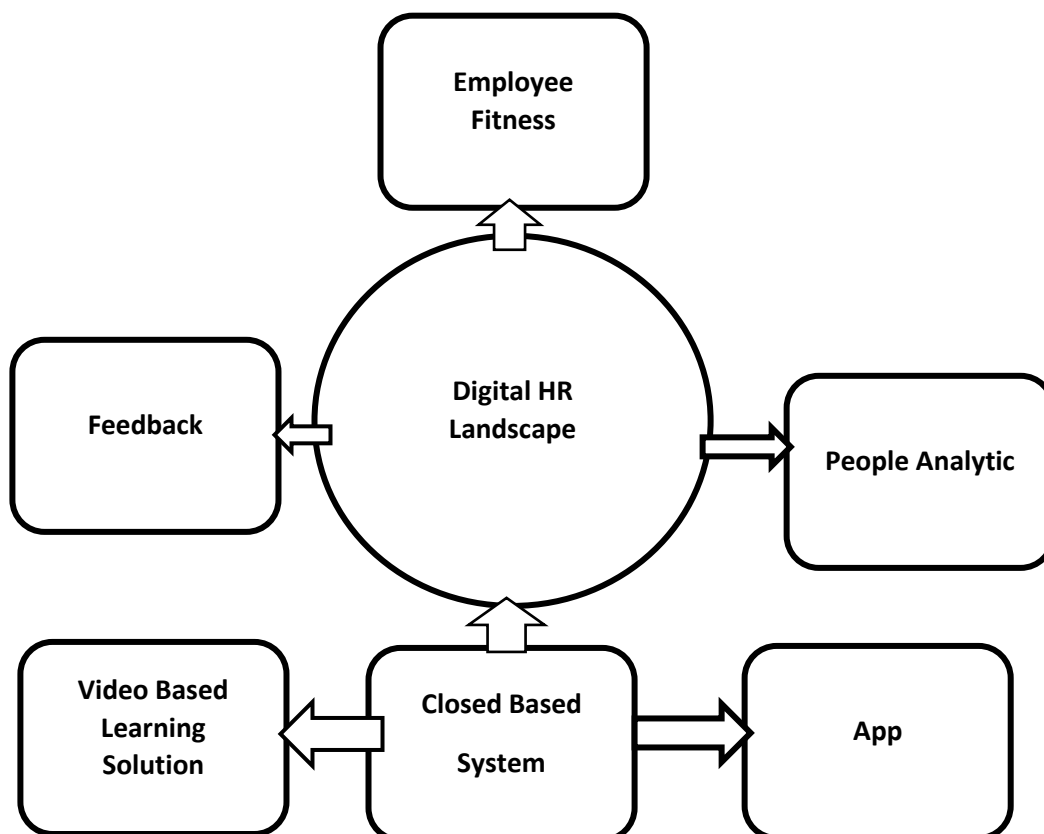 Employee
Fitness
Digital HR
Landscape
Feedback
People Analytic
Video Based
Learning
Solution
Closed Based
System
App